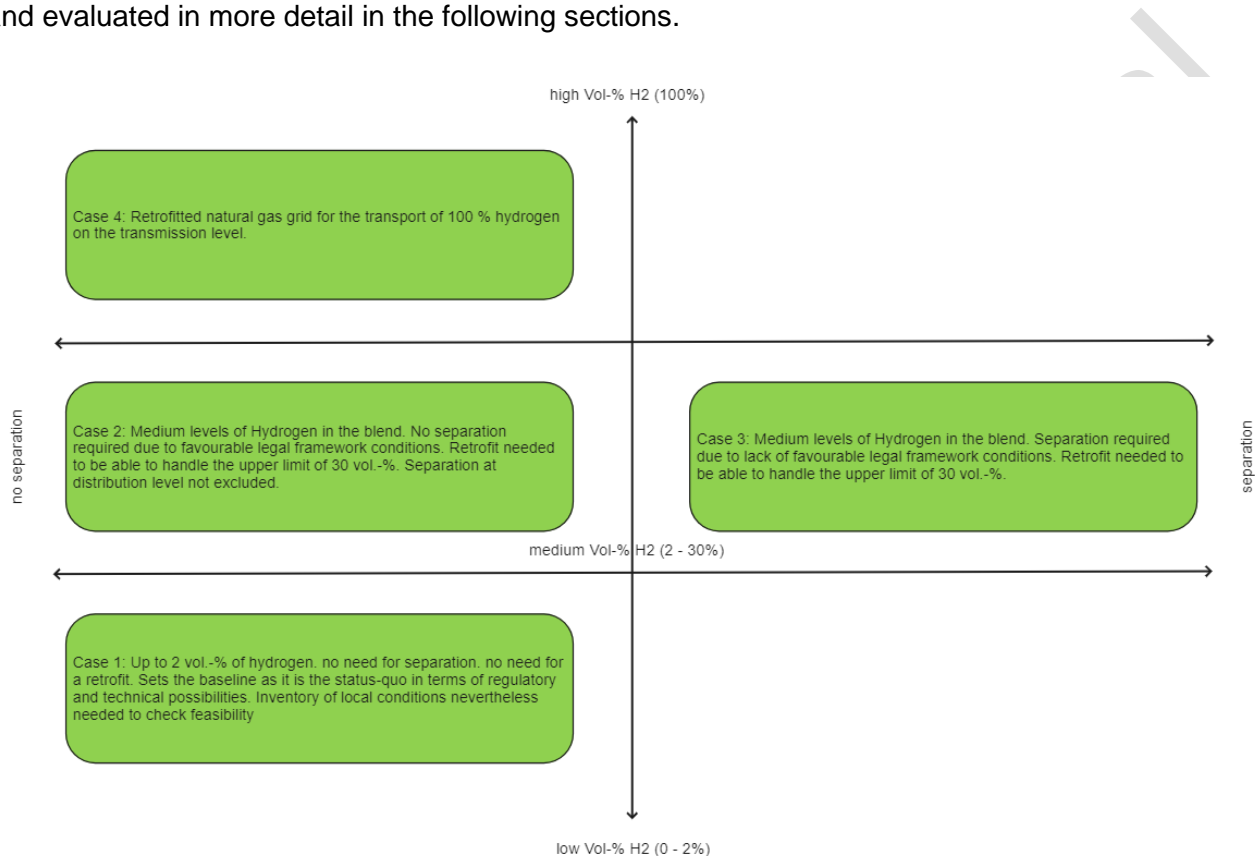 nd evaluated in more detail in the following sections.
high Vol-% H2 (100%)
Case 4: Retrofitted natural gas grid for the transport of 100 % hydrogen
on the transmission level.
no separation
Case 2: Medium levels of Hydrogen in the blend. No separation
required due to favourable legal framework conditions. Retrofit needed
to be able to handle the upper limit of 30 vol.-%. Separation at
distribution level not excluded.
Case 3: Medium levels of Hydrogen in the blend. Separation required
due to lack of favourable legal framework conditions. Retrofit needed to
be able to handle the upper limit of 30 vol.-%.
separation
medium Vol-% H2 (2 - 30%)
Case 1: Up to 2 vol.-% of hydrogen. no need for separation. no need for
a retrofit. Sets the baseline as it is the status-quo in terms of regulatory
and technical possibilities. Inventory of local conditions nevertheless
needed to check feasibility
low Vol-% H2 (0 - 2%)